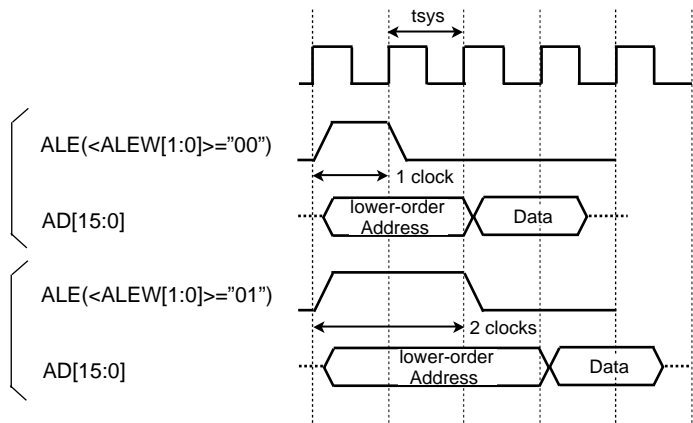 tsys
ALE(<ALEW[1:0]>="00")
1 clock
AD[15:0]
lower-order
Address
Data
ALE(<ALEW[1:0]>="01")
2 clocks
AD[15:0]
lower-order
Address
Data